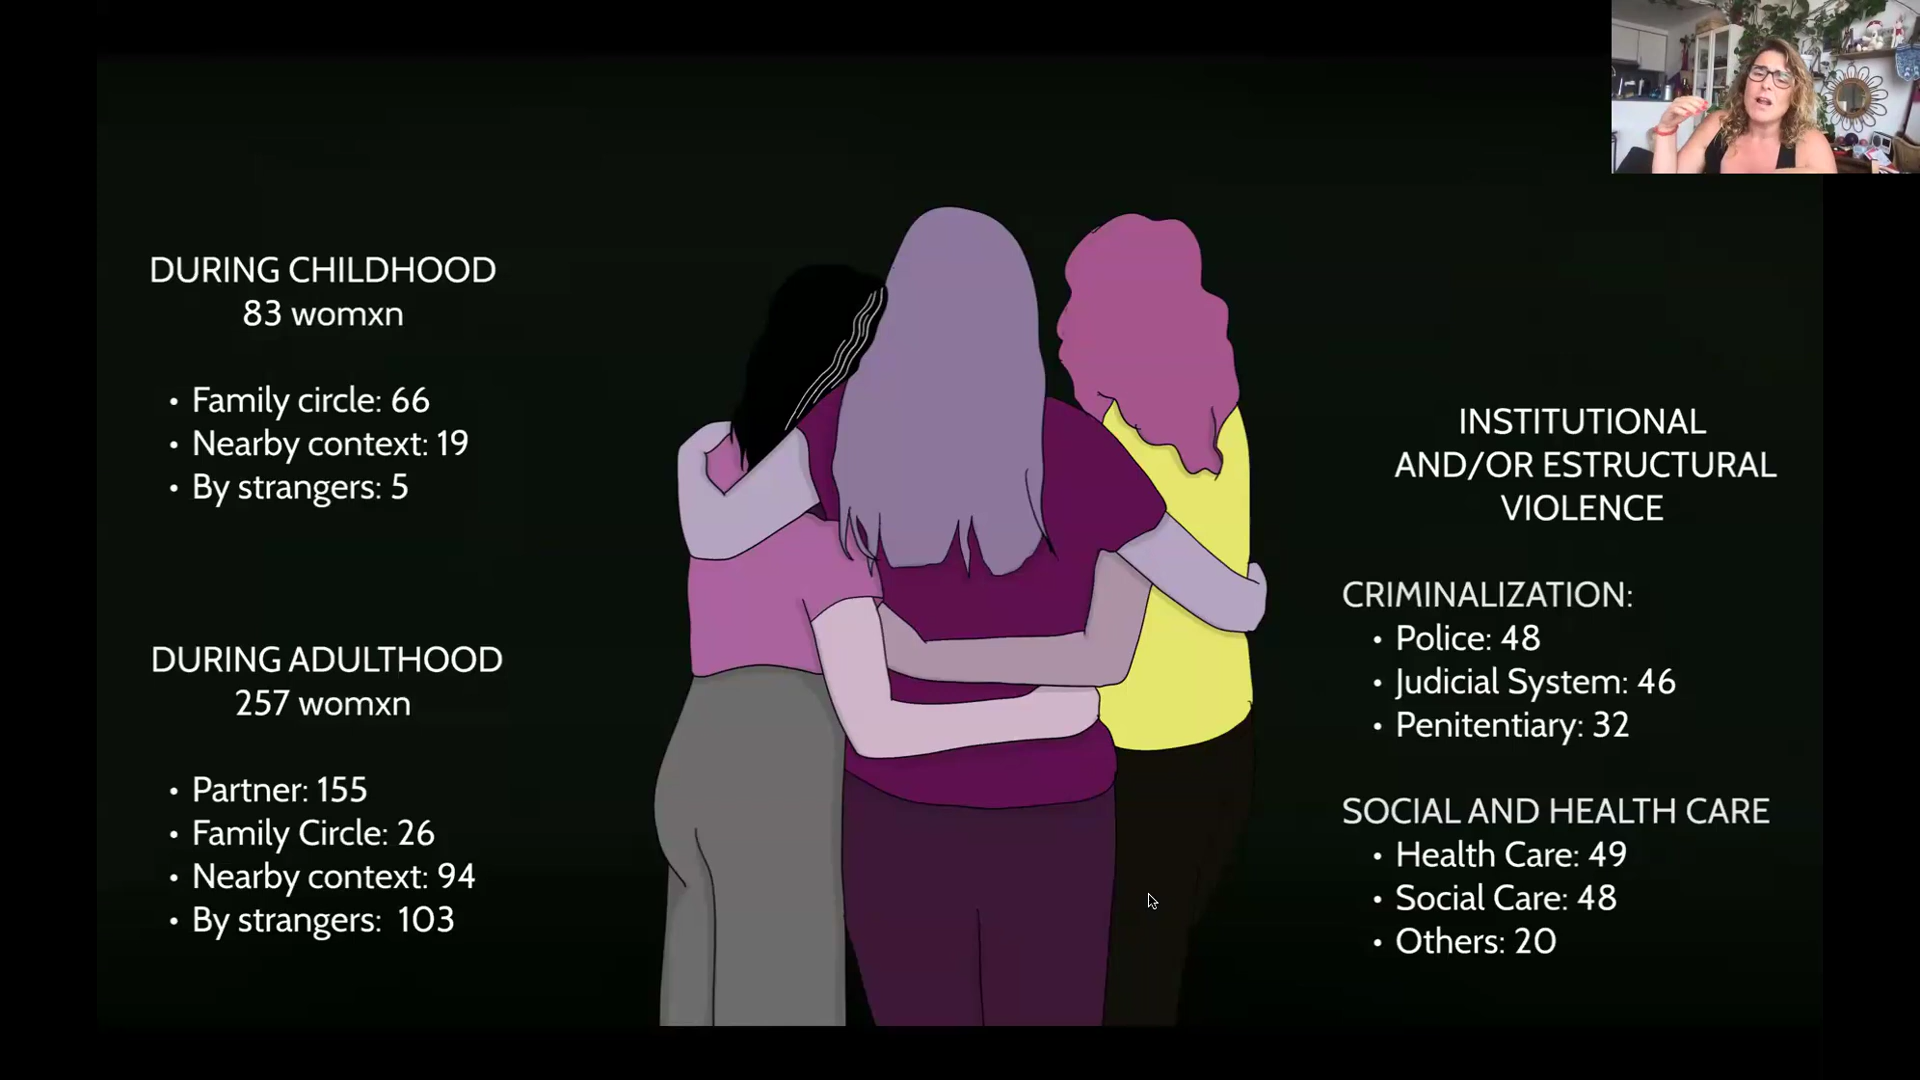 DURING CHILDHOOD
83 womxn
• Family circle: 66
• Nearby context: 19
• By strangers: 5
DURING ADULTHOOD
257 womxn
• Partner: 155
• Family Circle: 26
• Nearby context: 94
• By strangers: 103
INSTITUTIONAL
AND/OR ESTRUCTURAL
VIOLENCE
CRIMINALIZATION:
• Police: 48
• Judicial System: 46
• Penitentiary: 32
SOCIAL AND HEALTH CARE
• Health Care: 49
• Social Care: 48
• Others: 20